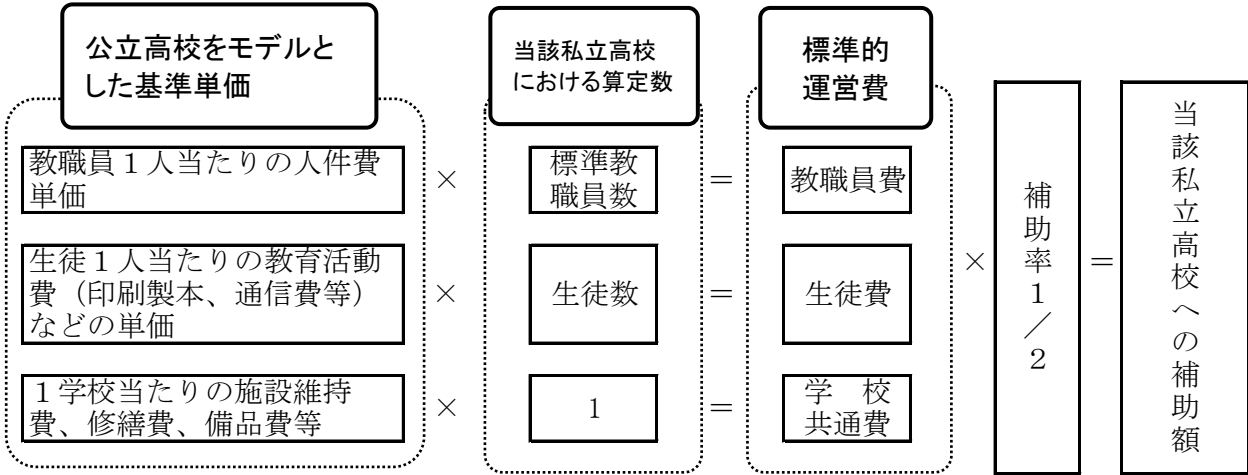 公立高校をモデルと
した基準単価
当該私立高校
における算定数
標準的
運営費
教職員１人当たりの人件費
単価
×
標準教
職員数
＝
教職員費
生徒１人当たりの教育活動
費（印刷製本、通信費等）
などの単価
×
生徒数
＝
生徒費
１学校当たりの施設維持
費、修繕費、備品費等
×
１
＝
学　校
共通費
×
補助率１／２
＝
当該私立高校への補助額